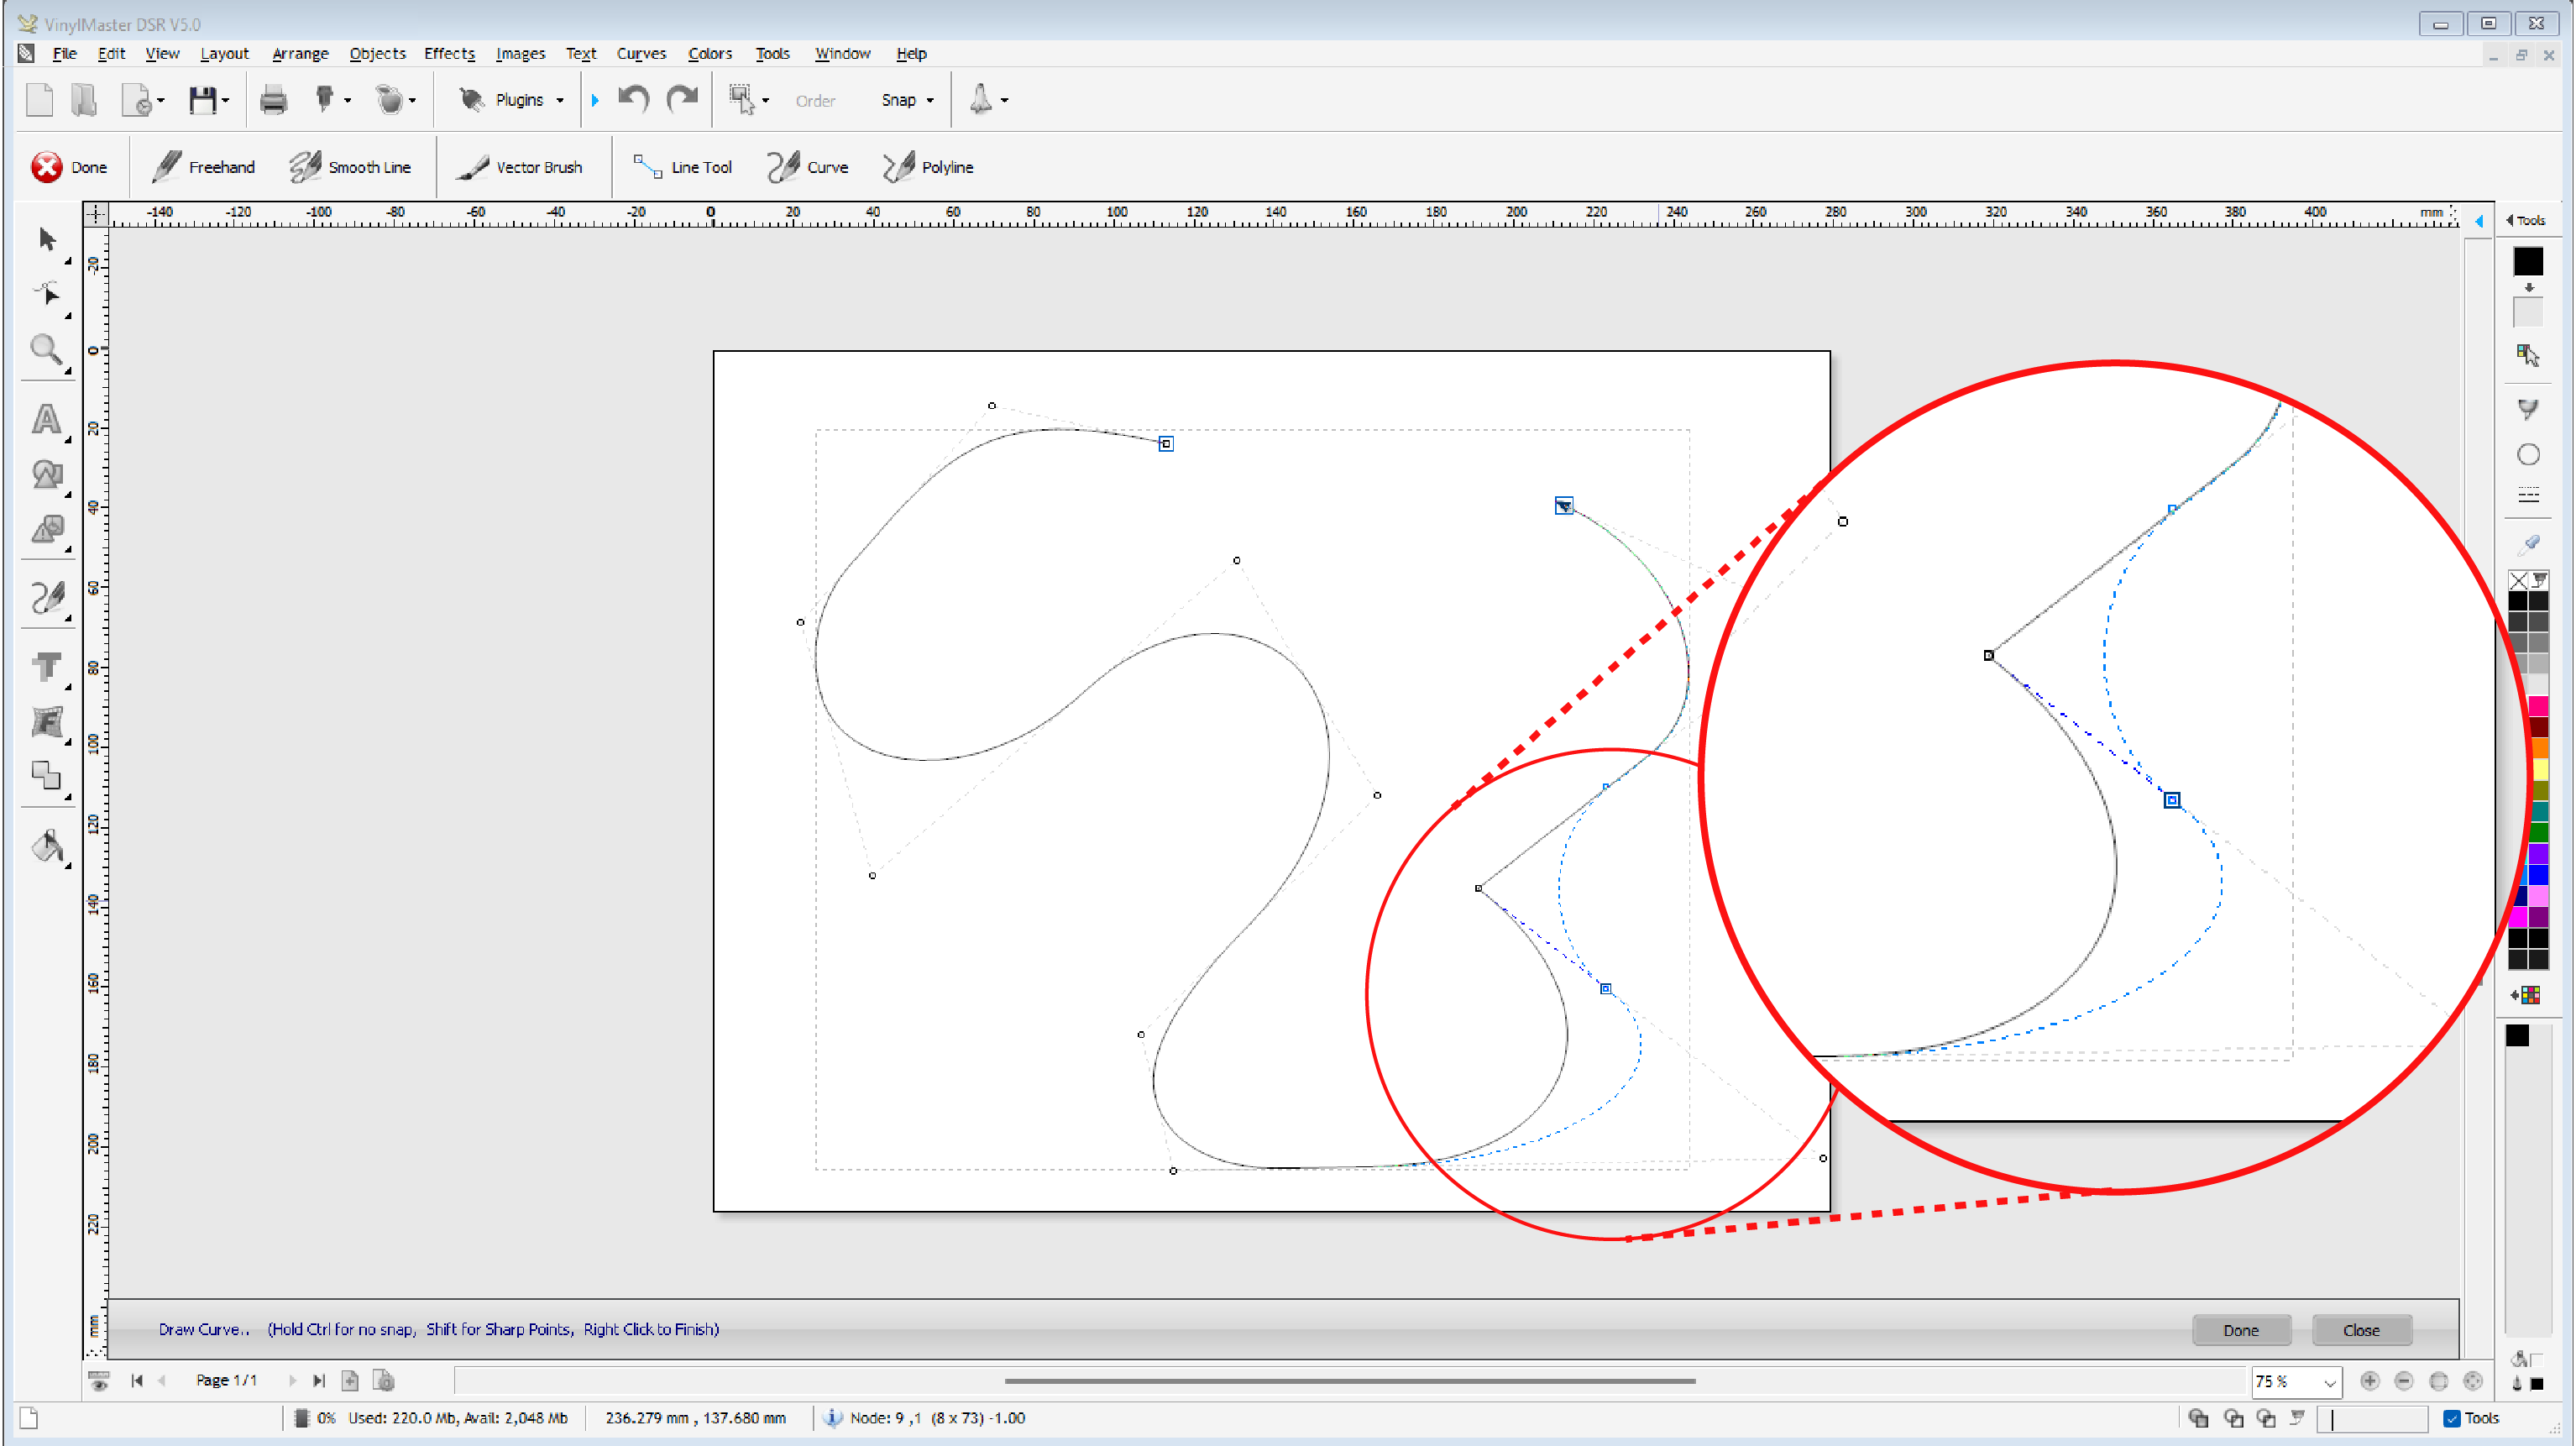 VinylMaster DSR V5.0
File Edit View Layout Arrange Objects Effects Images Text Curves Colors Tools Window Help
Plugins Order Snap
Done Freehand Smooth Line Vector Brush Line Tool Curve Polyline
-140 -120 -100 -80 -60 -40 -20 0 20 40 60 80 100 120 140 160 180 200 220 240 260 280 300 320 340 360 380 400 mm
Tools
-20
0
20
40
60
80
100
120
140
160
180
200
220
mm
Draw Curve.. (Hold Ctrl for no snap, Shift for Sharp Points, Right Click to Finish)
Done Close
Page 1/1
75 %
0% Used: 220.0 Mb, Avail: 2,048 Mb 236.279 mm , 137.680 mm Node: 9 ,1 (8 x 73) -1.00
Tools